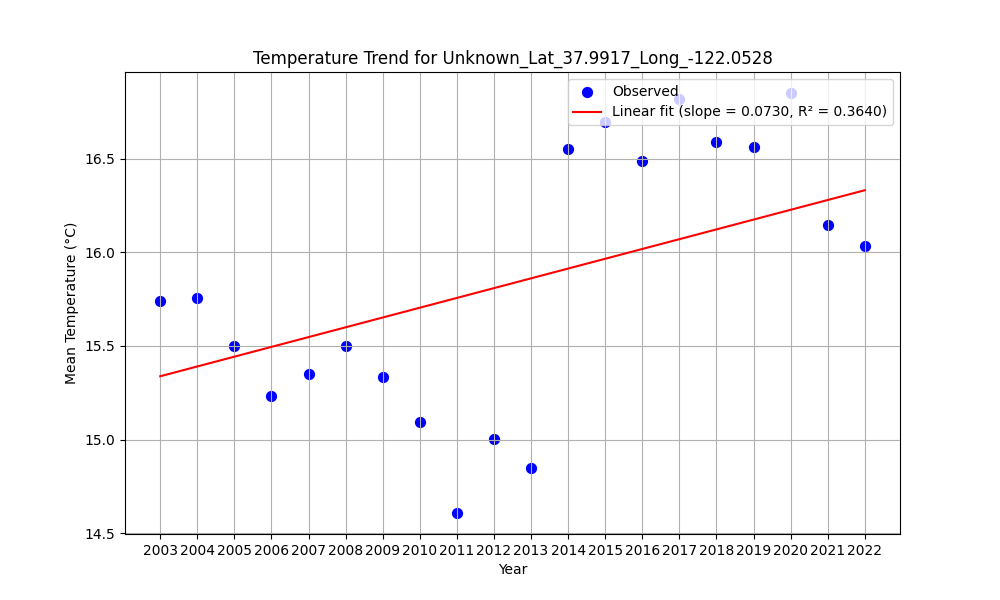 Temperature Trend for Unknown_Lat_37.9917_Long_-122.0528
Observed
Linear fit (slope = 0.0730, R² = 0.3640)
Mean Temperature (°C)
16.5
16.0
15.5
15.0
14.5
2003 2004 2005 2006 2007 2008 2009 2010 2011 2012 2013 2014 2015 2016 2017 2018 2019 2020 2021 2022
Year